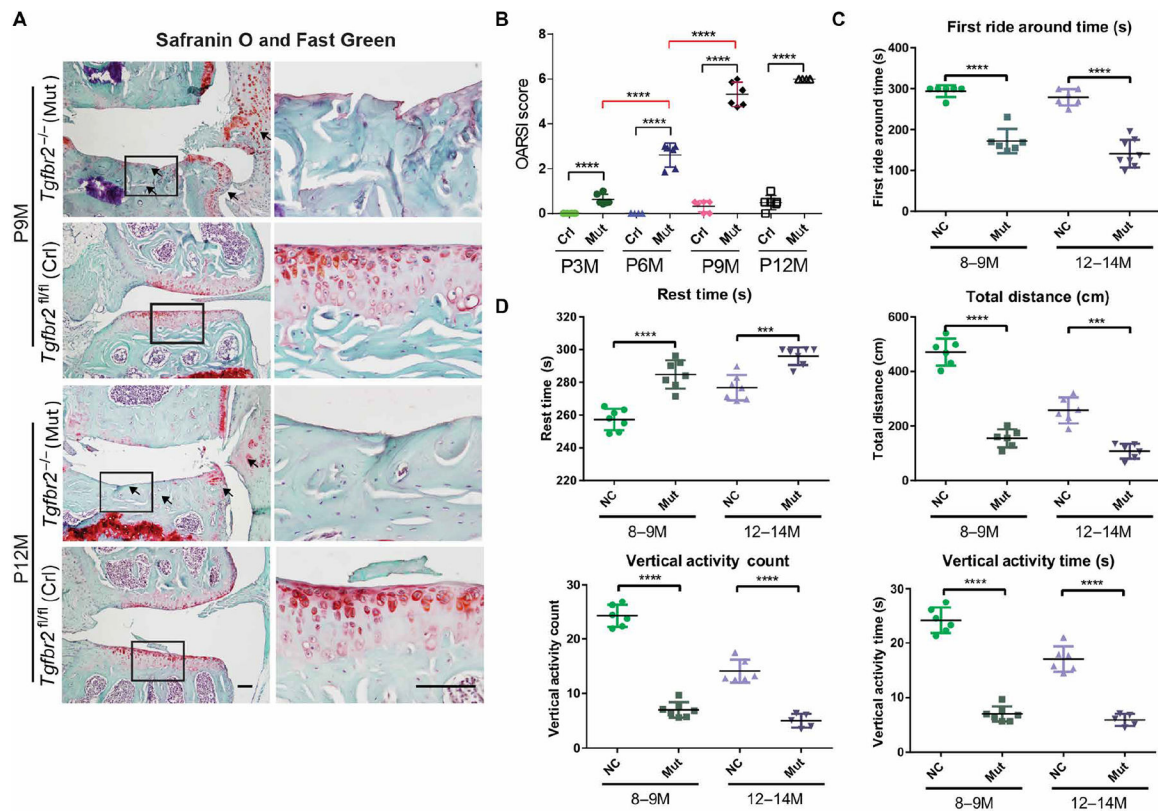 A
Safranin O and Fast Green
P9M
Tgfbr2−/− (Mut)
Tgfbr2 fl/fl (Crl)
P12M
Tgfbr2−/− (Mut)
Tgfbr2 fl/fl (Crl)
B
OARSI score
8
6
4
2
0
****
****
****
****
****
****
Crl Mut Crl Mut Crl Mut Crl Mut
P3M P6M P9M P12M
C
First ride around time (s)
First ride around time (s)
400
300
200
100
0
**** ****
NC Mut NC Mut
8–9M 12–14M
D
Rest time (s)
Rest time (s)
300
280
260
240
220
**** ***
NC Mut NC Mut
8–9M 12–14M
Total distance (cm)
Total distance (cm)
600
400
200
0
**** ***
NC Mut NC Mut
8–9M 12–14M
Vertical activity count
Vertical activity count
30
20
10
0
**** ****
NC Mut NC Mut
8–9M 12–14M
Vertical activity time (s)
Vertical activity time (s)
30
20
10
0
**** ****
NC Mut NC Mut
8–9M 12–14M